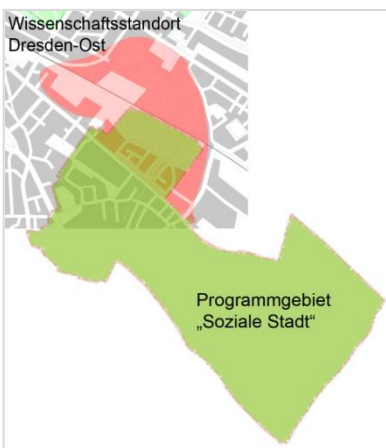 Wissenschaftsstandort
Dresden-Ost
Programmgebiet
„Soziale Stadt“